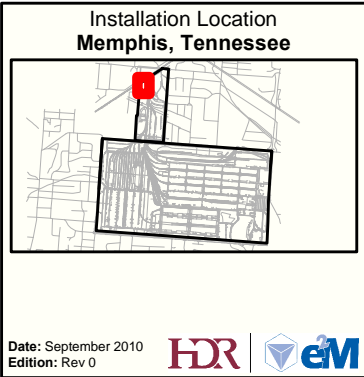 Installation Location
Memphis, Tennessee
Date: September 2010
Edition: Rev 0
HDR
e²M